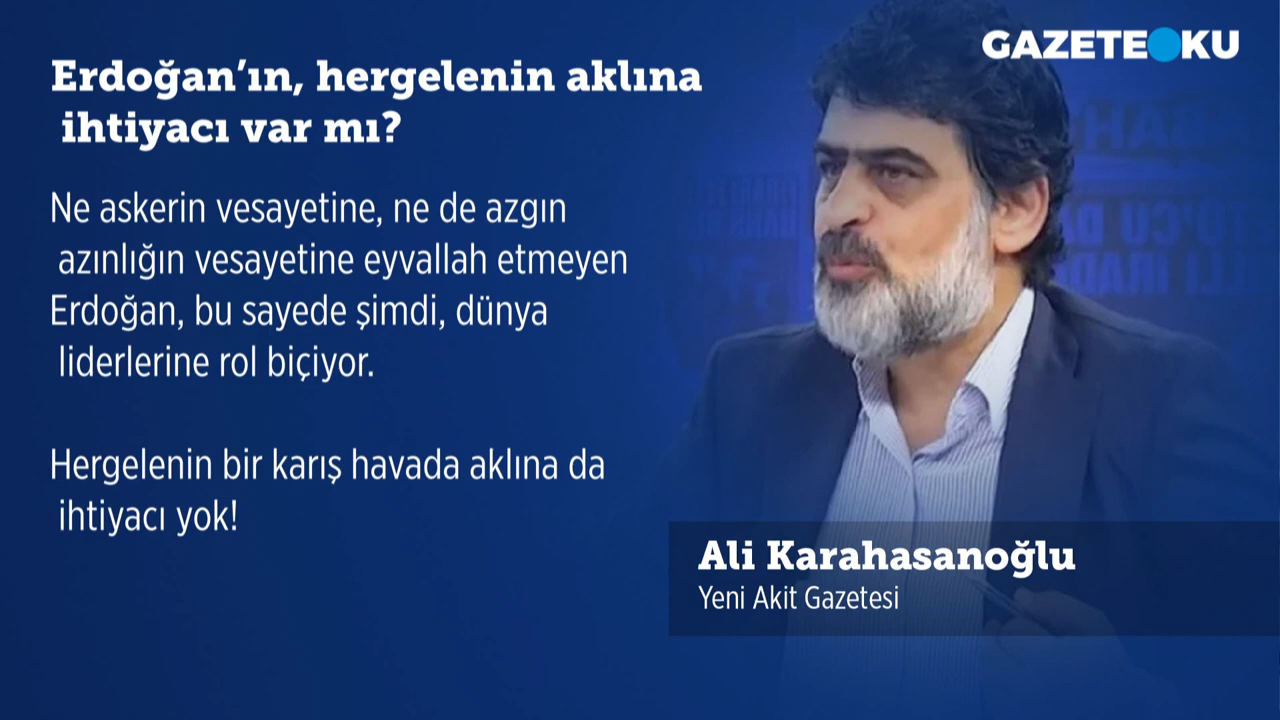 GAZETE OKU
Erdoğan’ın, hergelenin aklına
ihtiyacı var mı?
Ne askerin vesayetine, ne de azgın
azınlığın vesayetine eyvallah etmeyen
Erdoğan, bu sayede şimdi, dünya
liderlerine rol biçiyor.
Hergelenin bir karış havada aklına da
ihtiyacı yok!
Ali Karahasanoğlu
Yeni Akit Gazetesi